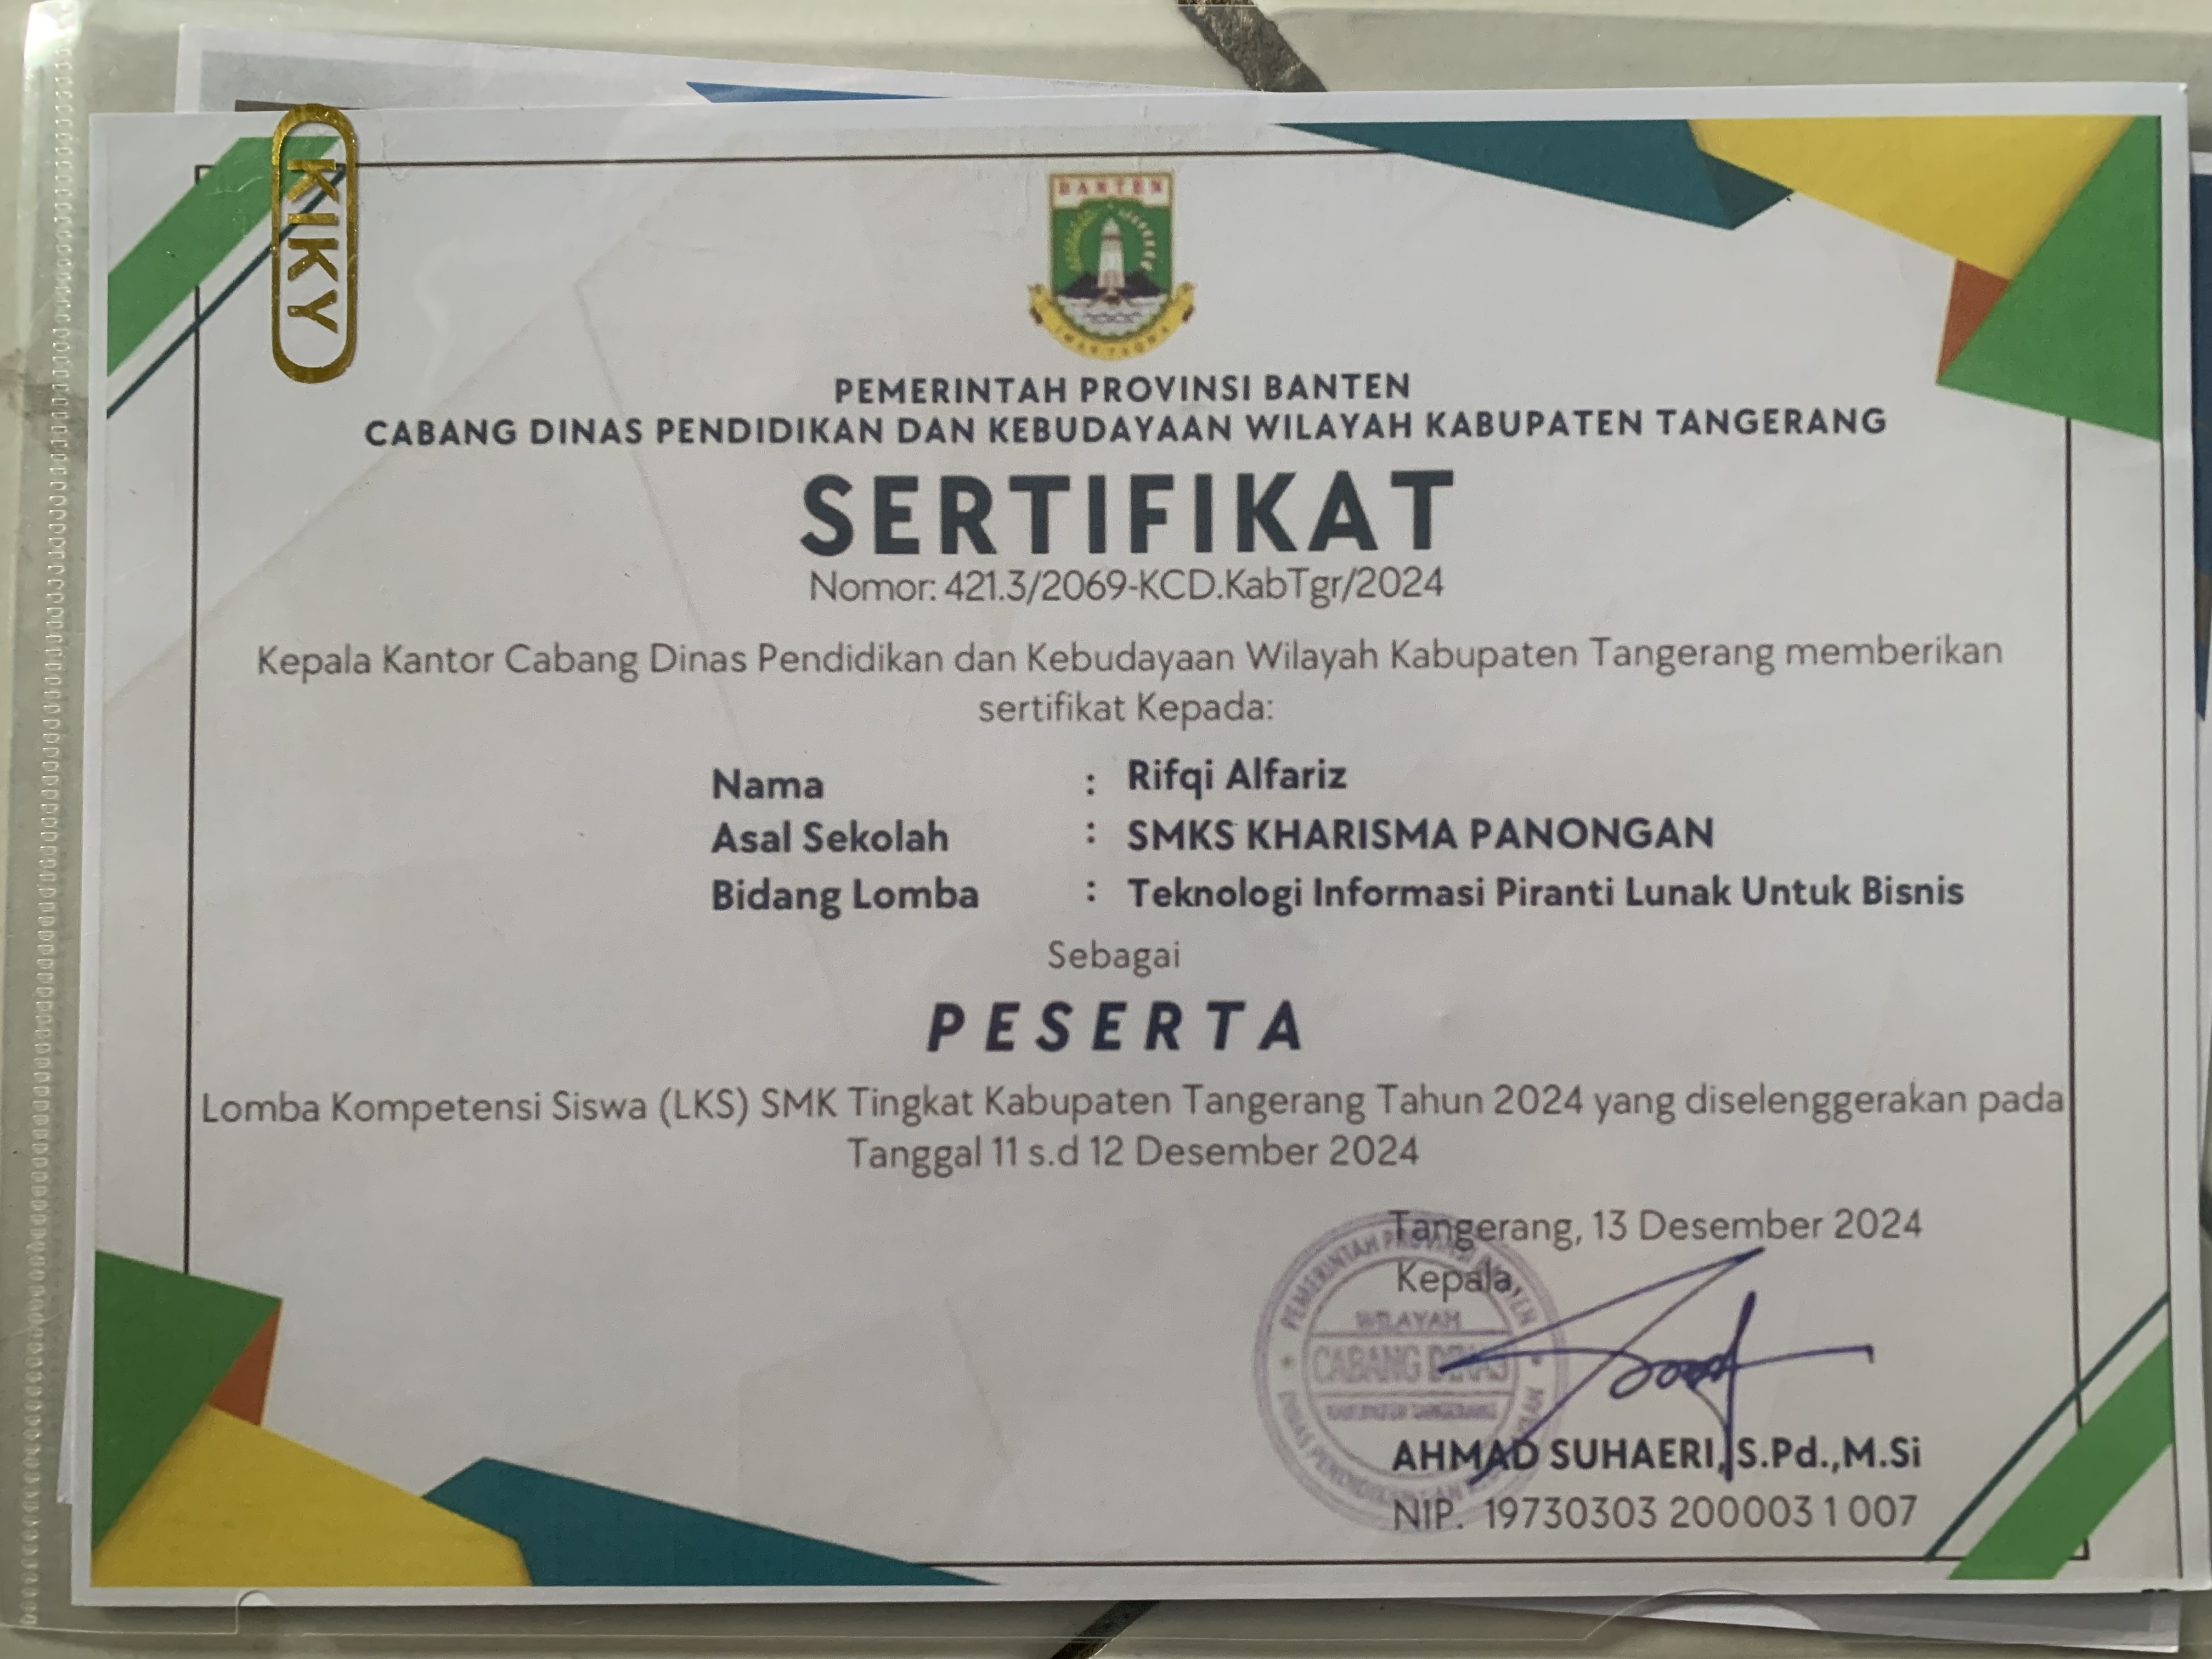 KIKY
BANTEN
PEMERINTAH PROVINSI BANTEN
CABANG DINAS PENDIDIKAN DAN KEBUDAYAAN WILAYAH KABUPATEN TANGERANG
SERTIFIKAT
Nomor: 421.3/2069-KCD.KabTgr/2024
Kepala Kantor Cabang Dinas Pendidikan dan Kebudayaan Wilayah Kabupaten Tangerang memberikan
sertifikat Kepada:
Nama : Rifqi Alfariz
Asal Sekolah : SMKS KHARISMA PANONGAN
Bidang Lomba : Teknologi Informasi Piranti Lunak Untuk Bisnis
Sebagai
PESERTA
Lomba Kompetensi Siswa (LKS) SMK Tingkat Kabupaten Tangerang Tahun 2024 yang diselenggerakan pada
Tanggal 11 s.d 12 Desember 2024
Tangerang, 13 Desember 2024
Kepala,
PEMERINTAH PROVINSI BANTEN
WILAYAH
CABANG DINAS
KABUPATEN TANGERANG
DINAS PENDIDIKAN
AHMAD SUHAERI, S.Pd.,M.Si
NIP. 19730303 200003 1 007